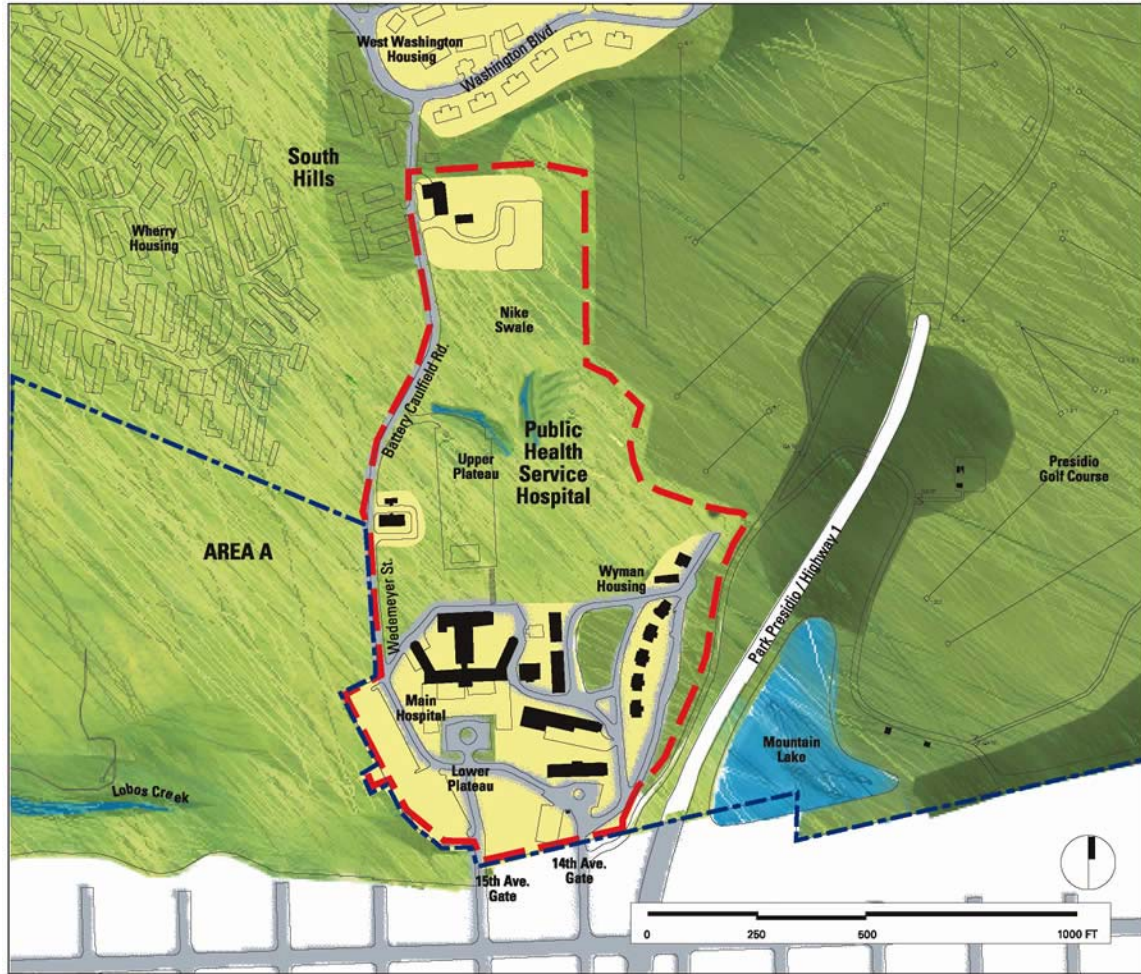 West Washington
Housing
Washington Blvd.
South
Hills
Wherry
Housing
Nike
Swale
Battery Caulfield Rd.
Public
Health
Service
Hospital
Upper
Plateau
Presidio
Golf Course
AREA A
Park Presidio / Highway 1
Wyman
Housing
Wedemeyer St.
Main
Hospital
Mountain
Lake
Lower
Plateau
Lobos Creek
15th Ave.
Gate
14th Ave.
Gate
0 250 500 1000 FT